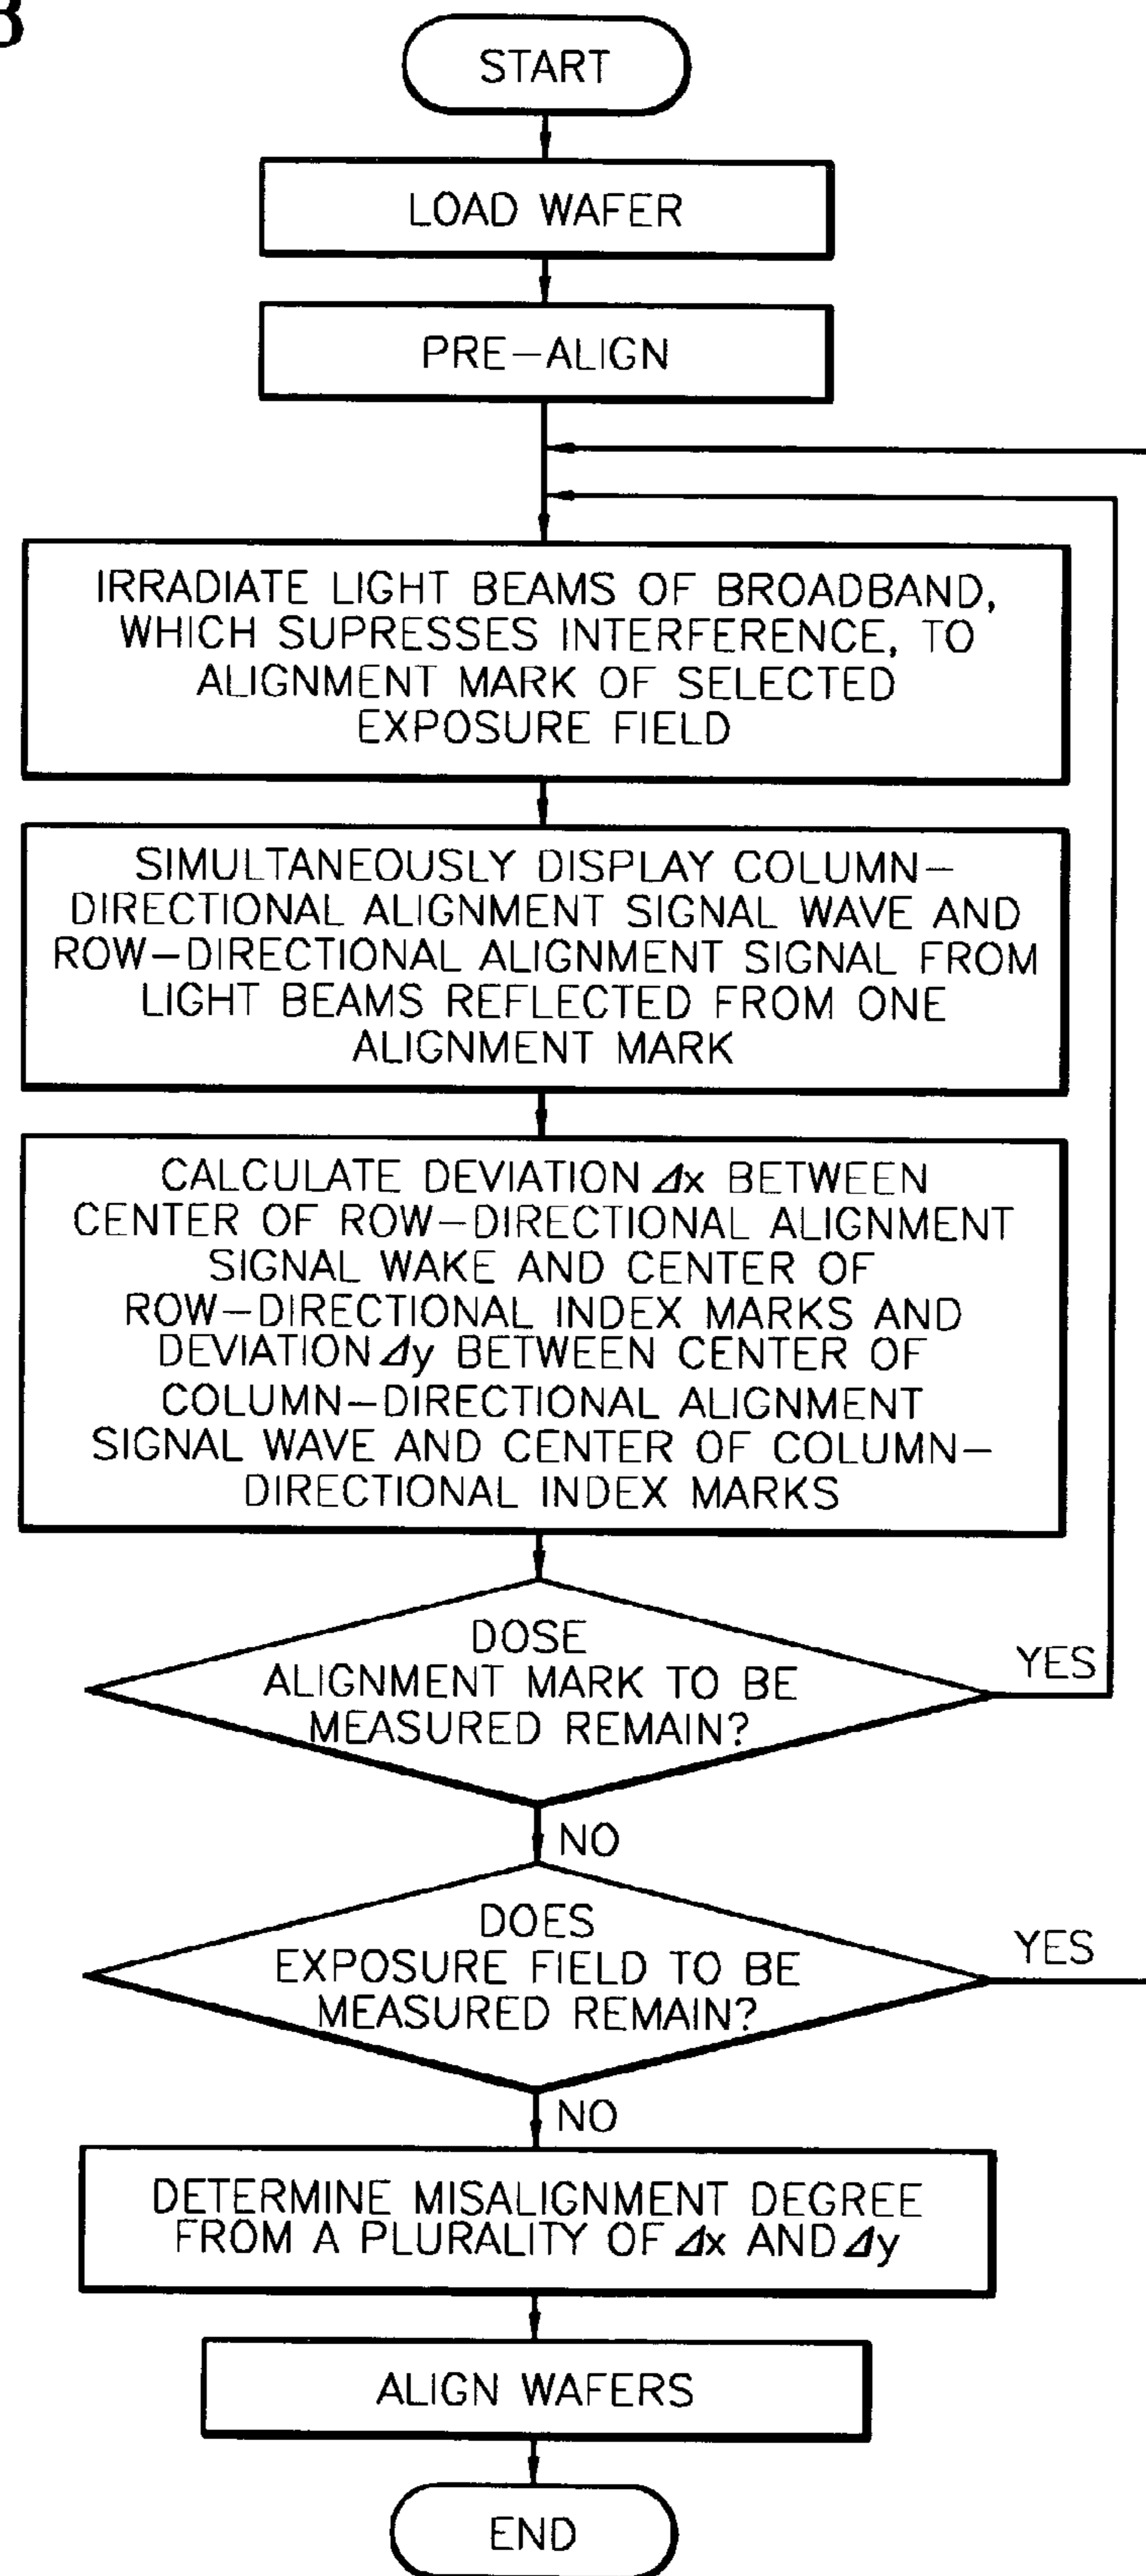 START
LOAD WAFER
PRE-ALIGN
IRRADIATE LIGHT BEAMS OF BROADBAND,
WHICH SUPRESSES INTERFERENCE, TO
ALIGNMENT MARK OF SELECTED
EXPOSURE FIELD
SIMULTANEOUSLY DISPLAY COLUMN-
DIRECTIONAL ALIGNMENT SIGNAL WAVE AND
ROW-DIRECTIONAL ALIGNMENT SIGNAL FROM
LIGHT BEAMS REFLECTED FROM ONE
ALIGNMENT MARK
CALCULATE DEVIATION Δx BETWEEN
CENTER OF ROW-DIRECTIONAL ALIGNMENT
SIGNAL WAKE AND CENTER OF
ROW-DIRECTIONAL INDEX MARKS AND
DEVIATION Δy BETWEEN CENTER OF
COLUMN-DIRECTIONAL ALIGNMENT
SIGNAL WAVE AND CENTER OF COLUMN-
DIRECTIONAL INDEX MARKS
DOSE
ALIGNMENT MARK TO BE
MEASURED REMAIN?
YES
NO
DOES
EXPOSURE FIELD TO BE
MEASURED REMAIN?
YES
NO
DETERMINE MISALIGNMENT DEGREE
FROM A PLURALITY OF Δx AND Δy
ALIGN WAFERS
END